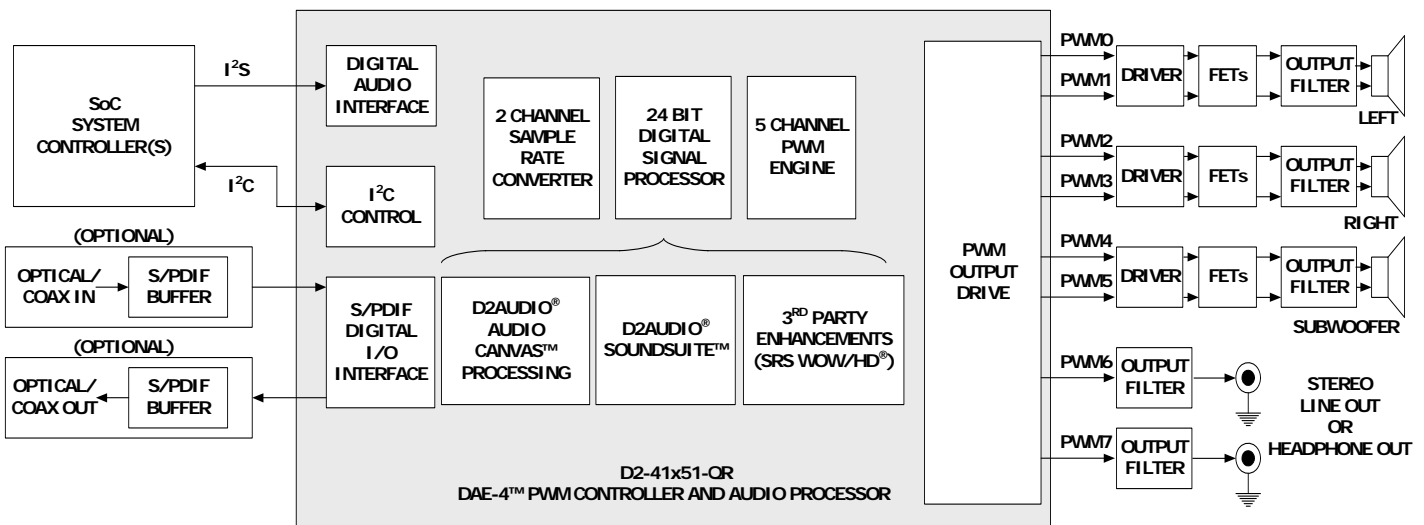 SoC
SYSTEM
CONTROLLER(S)
I²S
I²C
DIGITAL
AUDIO
INTERFACE
I²C
CONTROL
(OPTIONAL)
OPTICAL/
COAX IN
S/PDIF
BUFFER
(OPTIONAL)
OPTICAL/
COAX OUT
S/PDIF
BUFFER
S/PDIF
DIGITAL
I/O
INTERFACE
2 CHANNEL
SAMPLE
RATE
CONVERTER
24 BIT
DIGITAL
SIGNAL
PROCESSOR
5 CHANNEL
PWM
ENGINE
D2AUDIO®
AUDIO
CANVAS™
PROCESSING
D2AUDIO®
SOUNDSUITE™
3RD PARTY
ENHANCEMENTS
(SRS WOW/HD®)
D2-41x51-QR
DAE-4™ PWM CONTROLLER AND AUDIO PROCESSOR
PWM
OUTPUT
DRIVE
PWM0
PWM1
DRIVER
FETs
OUTPUT
FILTER
LEFT
PWM2
PWM3
DRIVER
FETs
OUTPUT
FILTER
RIGHT
PWM4
PWM5
DRIVER
FETs
OUTPUT
FILTER
SUBWOOFER
PWM6
OUTPUT
FILTER
PWM7
OUTPUT
FILTER
STEREO
LINE OUT
OR
HEADPHONE OUT